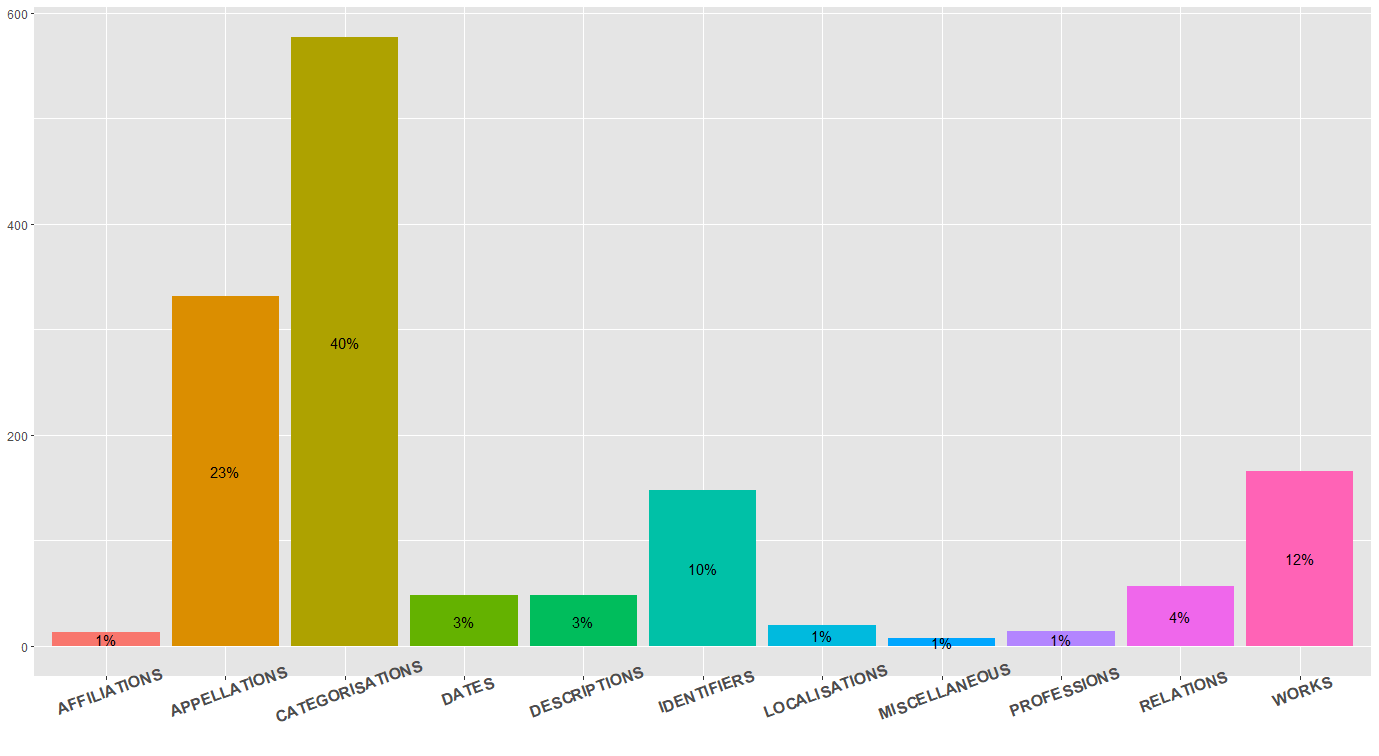 600
400
200
0
40%
23%
12%
10%
4%
3%
3%
1%
1%
1%
1%
AFFILIATIONS
APPELLATIONS
CATEGORISATIONS
DATES
DESCRIPTIONS
IDENTIFIERS
LOCALISATIONS
MISCELLANEOUS
PROFESSIONS
RELATIONS
WORKS